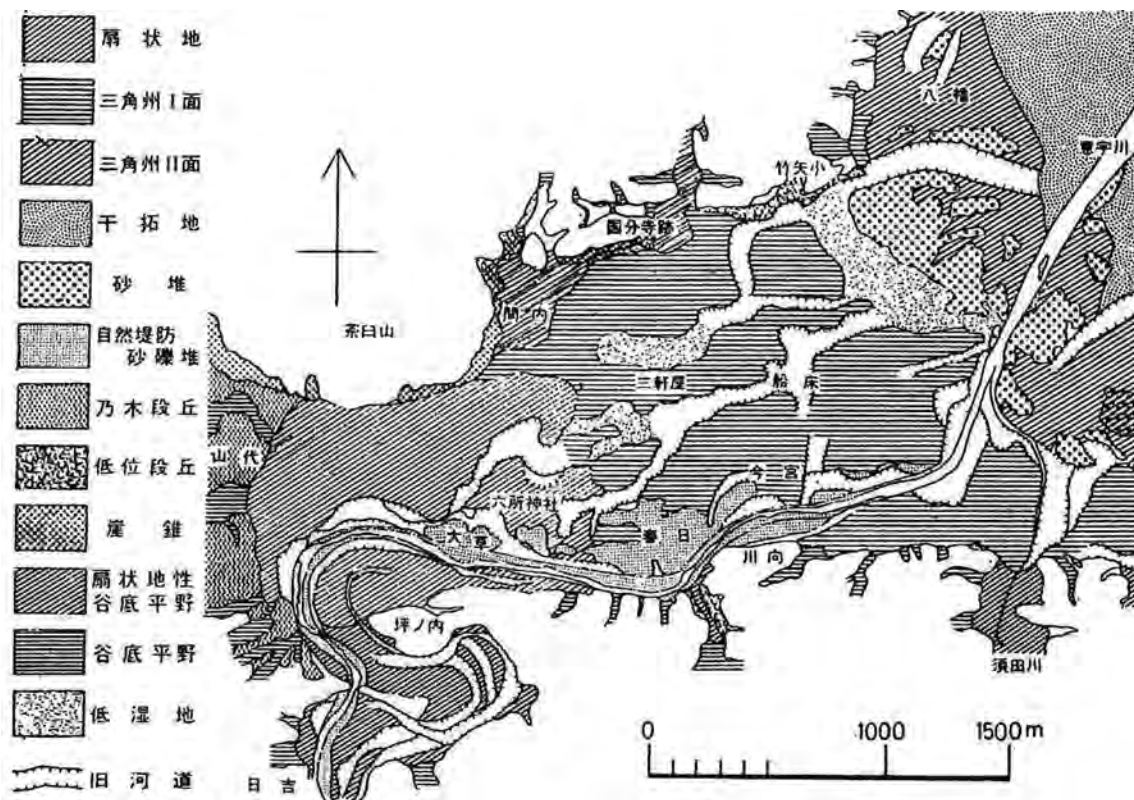 扇状地
三角州Ⅰ面
三角州Ⅱ面
干拓地
砂堆
自然堤防
砂礫堆
乃木段丘
低位段丘
崖錐
扇状地性
谷底平野
谷底平野
低湿地
旧河道
八幡
意宇川
竹矢小
国分寺跡
間内
茶臼山
三軒屋
船床
山代
六所神社
今宮
大草
春日
川向
坪ノ内
須田川
日吉
0 1000 1500m